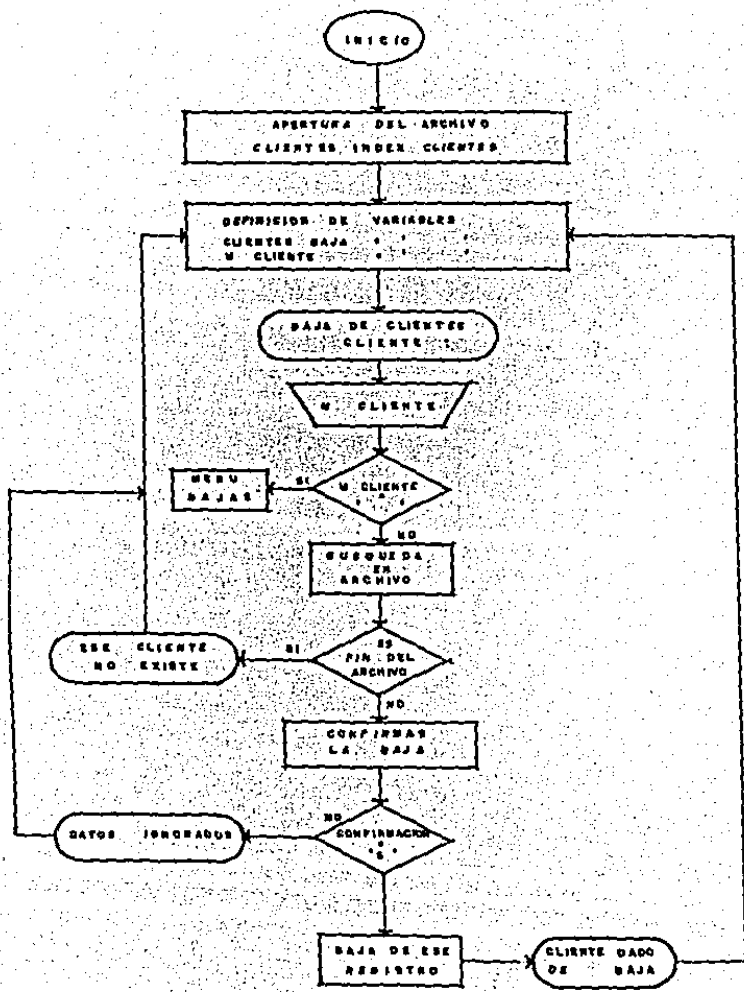 INICIO
APERTURA DEL ARCHIVO
CLIENTES INDEX CLIENTES
DEFINICION DE VARIABLES
CLIENTES BAJA = ' '
M CLIENTE = ' '
BAJA DE CLIENTES
CLIENTE :
M. CLIENTE
M CLIENTE
' '
SI
MENU
BAJAS
NO
BUSQUEDA
EN
ARCHIVO
ES
FIN DEL
ARCHIVO
SI
ESE CLIENTE
NO EXISTE
NO
CONFIRMAS
LA BAJA
CONFIRMACION
=
'S'
NO
DATOS IGNORADOS
BAJA DE ESE
REGISTRO
CLIENTE DADO
DE BAJA